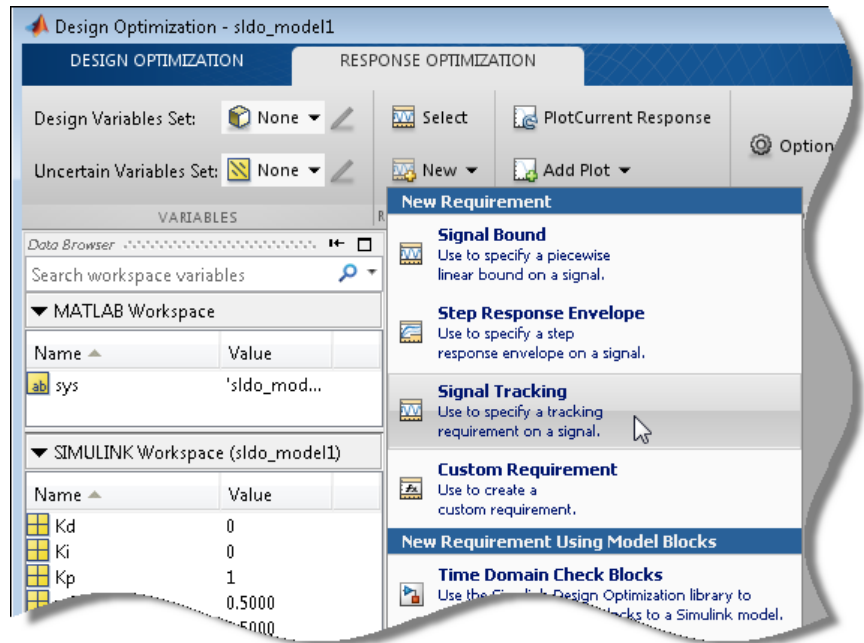 Design Optimization - sldo_model1
DESIGN OPTIMIZATION
RESPONSE OPTIMIZATION
Design Variables Set: None
Uncertain Variables Set: None
VARIABLES
Select
New
PlotCurrent Response
Add Plot
Option
R
Data Browser
Search workspace variables
MATLAB Workspace
Name Value
ab sys 'sldo_mod...
SIMULINK Workspace (sldo_model1)
Name Value
Kd 0
Ki 0
Kp 1
0.5000
.5000
New Requirement
Signal Bound
Use to specify a piecewise
linear bound on a signal.
Step Response Envelope
Use to specify a step
response envelope on a signal.
Signal Tracking
Use to specify a tracking
requirement on a signal.
Custom Requirement
fx
Use to create a
custom requirement.
New Requirement Using Model Blocks
Time Domain Check Blocks
Use the Simulink Design Optimization library to
cks to a Simulink model.